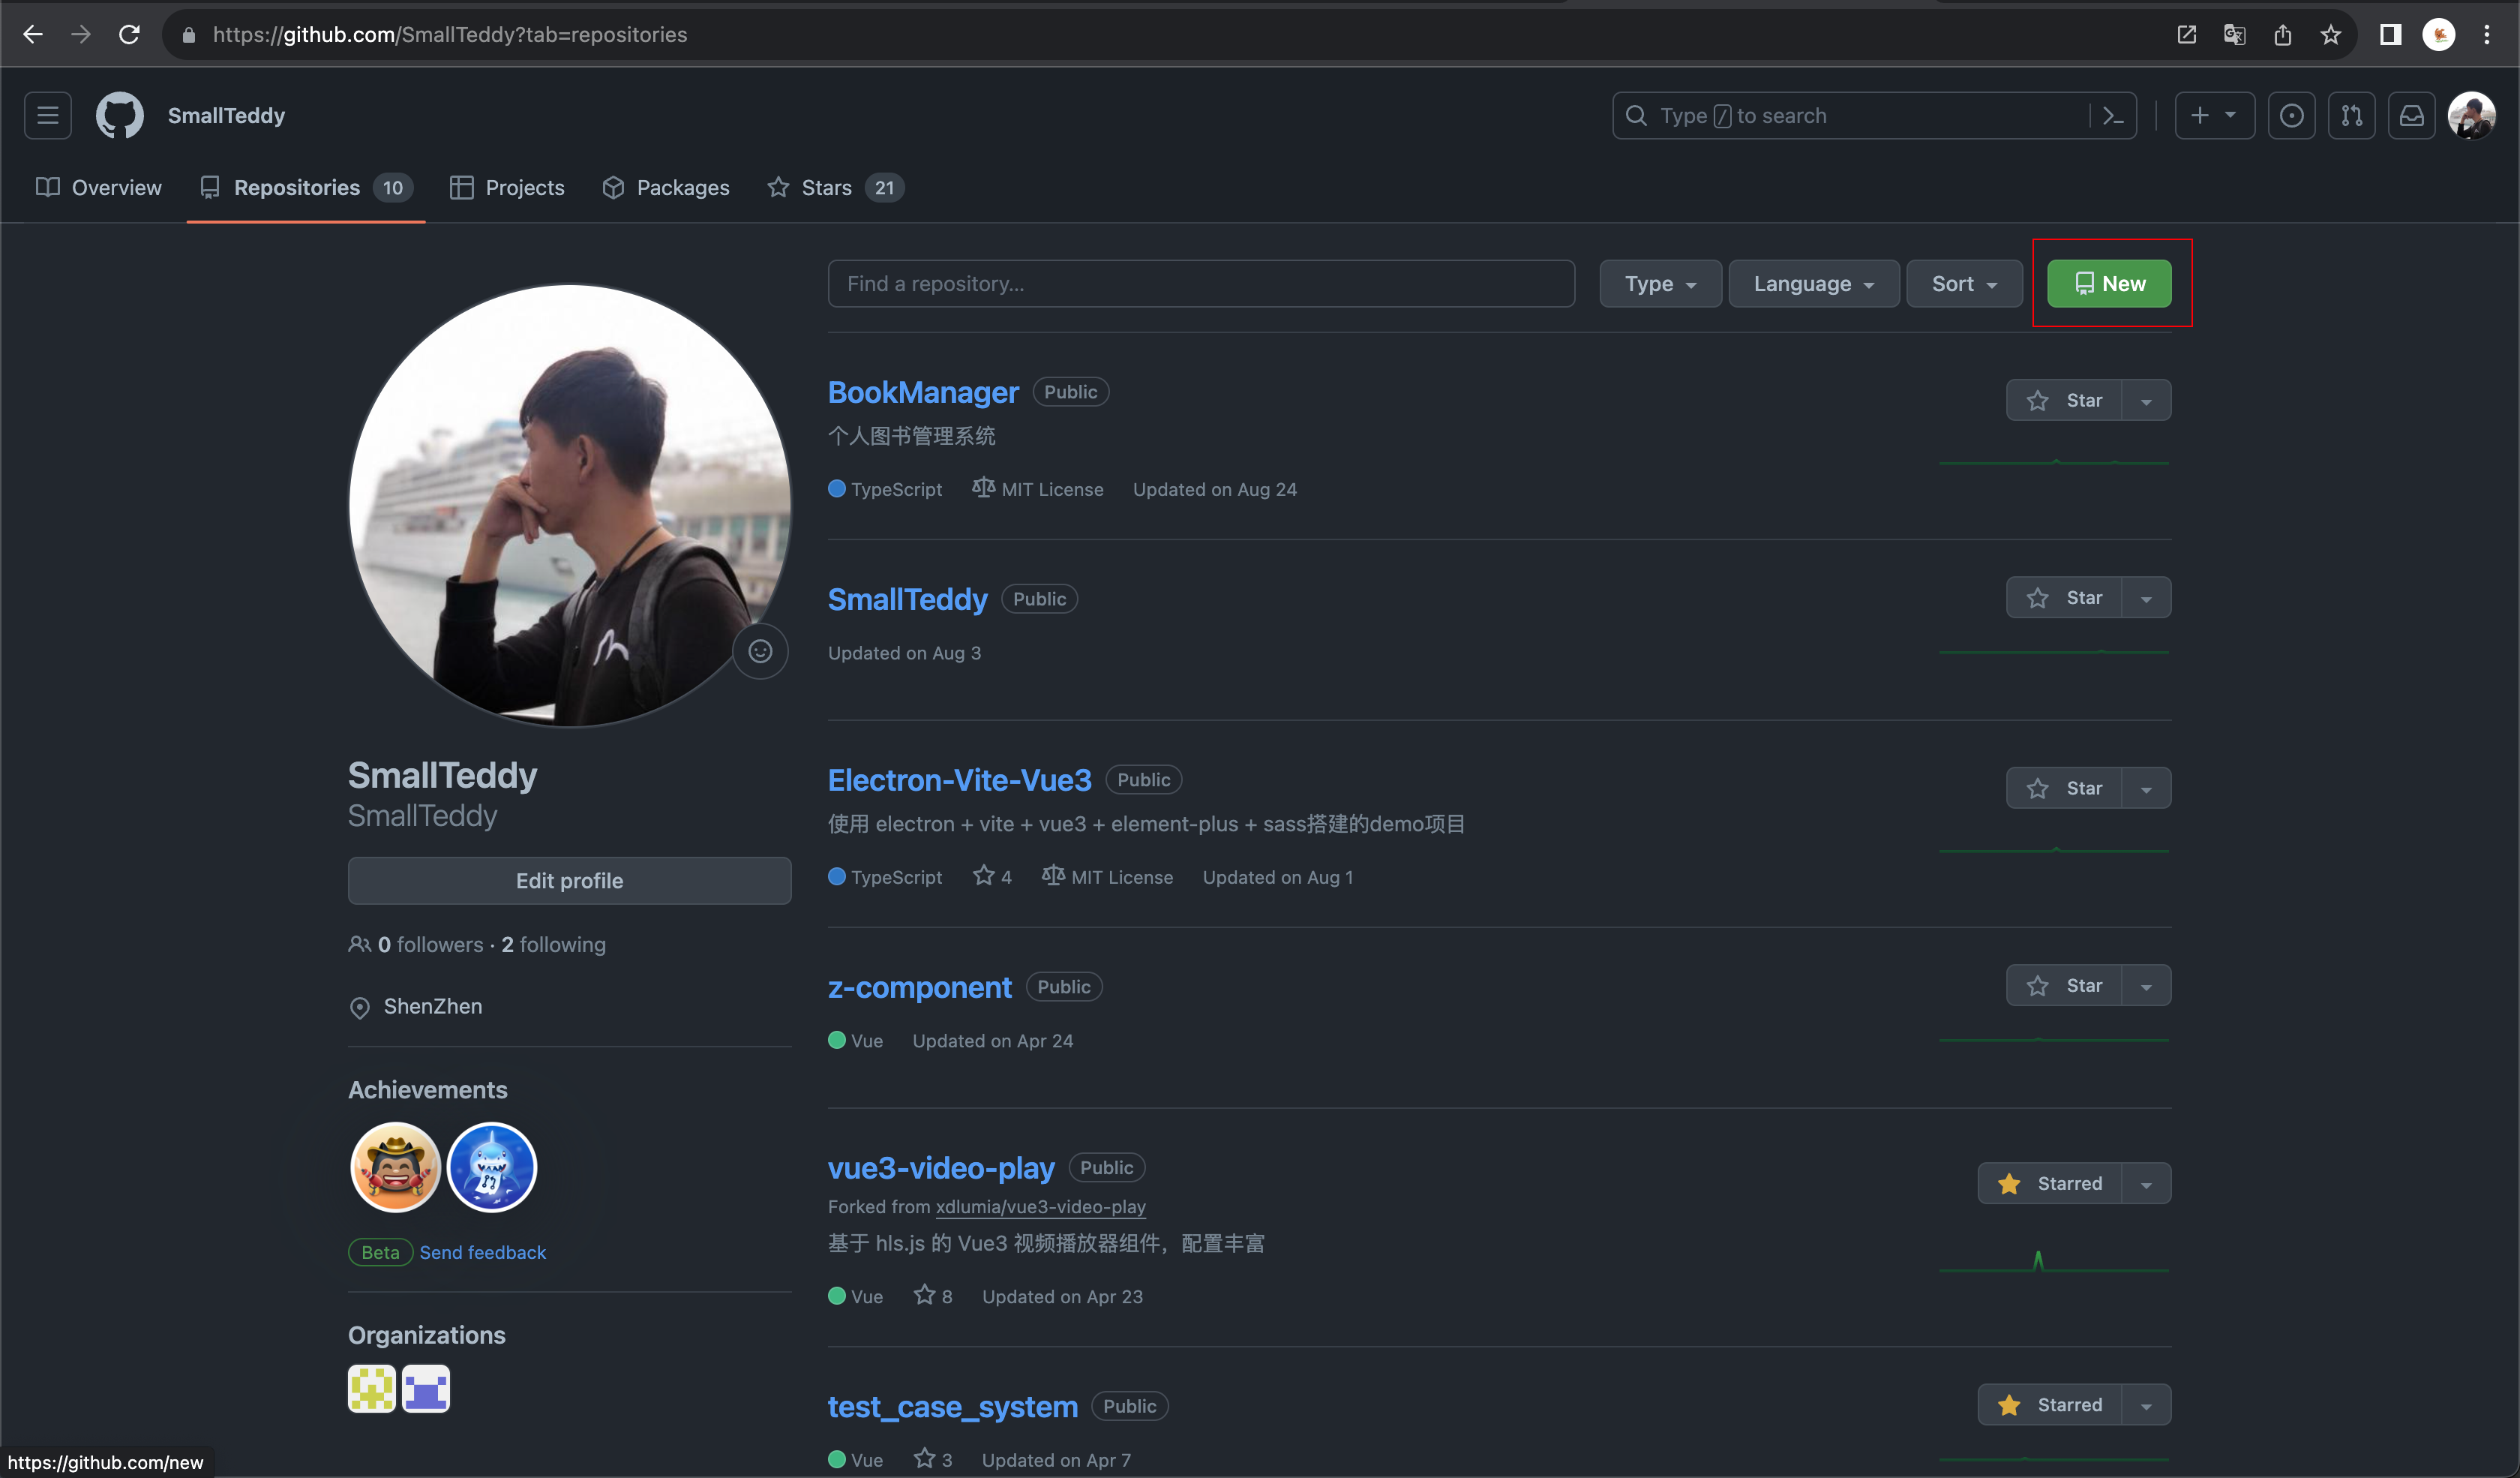 https://github.com/SmallTeddy?tab=repositories
SmallTeddy
Type / to search
Overview
Repositories 10
Projects
Packages
Stars 21
Find a repository...
Type
Language
Sort
New
BookManager Public
Star
个人图书管理系统
TypeScript MIT License Updated on Aug 24
SmallTeddy Public
Star
Updated on Aug 3
Electron-Vite-Vue3 Public
Star
使用 electron + vite + vue3 + element-plus + sass搭建的demo项目
TypeScript 4 MIT License Updated on Aug 1
z-component Public
Star
Vue Updated on Apr 24
vue3-video-play Public
Starred
Forked from xdlumia/vue3-video-play
基于 hls.js 的 Vue3 视频播放器组件，配置丰富
Vue 8 Updated on Apr 23
test_case_system Public
Starred
Vue 3 Updated on Apr 7
SmallTeddy
SmallTeddy
Edit profile
0 followers · 2 following
ShenZhen
Achievements
Beta Send feedback
Organizations
https://github.com/new